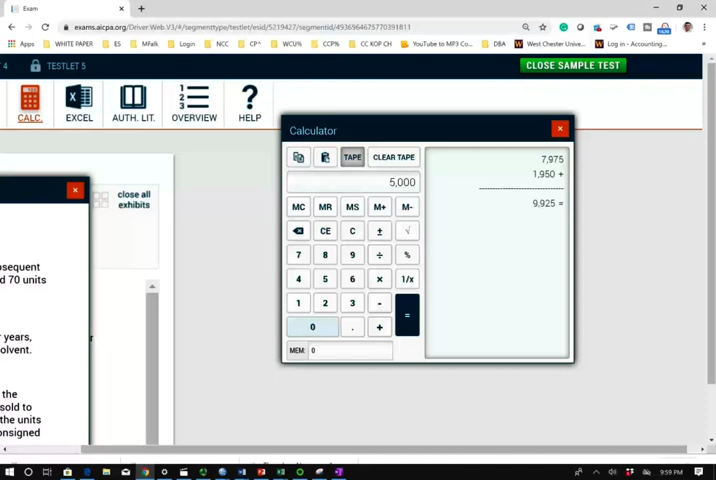 Exam
exams.aicpa.org/Driver.Web.V3/#/segmenttype/testlet/esid/5219427/segmentid/4936964675770391811
Apps WHITE PAPER ES MFalk Login NCC CP^ WCU% CCP% CC KOP CH YouTube to MP3 Co... DBA West Chester Unive... Log in - Accounting...
4 TESTLET 5 CLOSE SAMPLE TEST
CALC. EXCEL AUTH. LIT. OVERVIEW HELP
Calculator
TAPE CLEAR TAPE
5,000
MC MR MS M+ M-
CE C ± √
7 8 9 ÷ %
4 5 6 × 1/x
1 2 3 - =
0 . +
MEM: 0
7,975
1,950 +
9,925 =
close all
exhibits
osequent
d 70 units
r years,
olvent.
the
sold to
the units
onsigned
r
9:59 PM